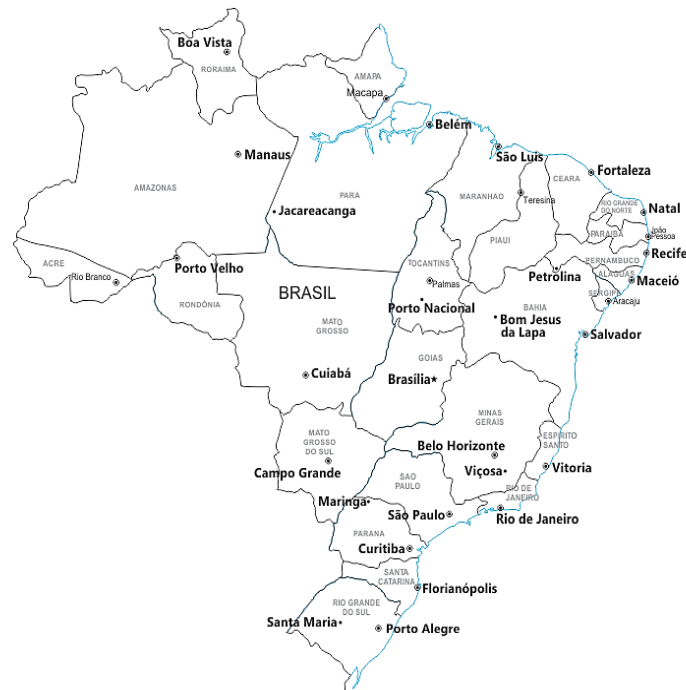 Boa Vista
RORAIMA
AMAPA
Macapa
Belém
Manaus
São Luís
Fortaleza
CEARA
AMAZONAS
PARA
MARANHAO
Teresina
RIO GRANDE
DO NORTE
Natal
Jacareacanga
João
Pessoa
PARAIBA
PIAUI
Recife
ACRE
Porto Velho
TOCANTINS
PERNAMBUCO
Rio Branco
Petrolina
ALAGOAS
Maceió
Palmas
BRASIL
SERGIPE
Aracaju
RONDÔNIA
Porto Nacional
BAHIA
MATO
GROSSO
Bom Jesus
da Lapa
Salvador
GOIAS
Cuiabá
Brasília
MINAS
GERAIS
MATO
GROSSO
DO SUL
ESPIRITO
SANTO
Belo Horizonte
Campo Grande
Viçosa
Vitoria
SAO
PAULO
RIO DE
JANEIRO
Maringa
São Paulo
Rio de Janeiro
PARANA
Curitiba
SANTA
CATARINA
Florianópolis
RIO GRANDE
DO SUL
Santa Maria
Porto Alegre